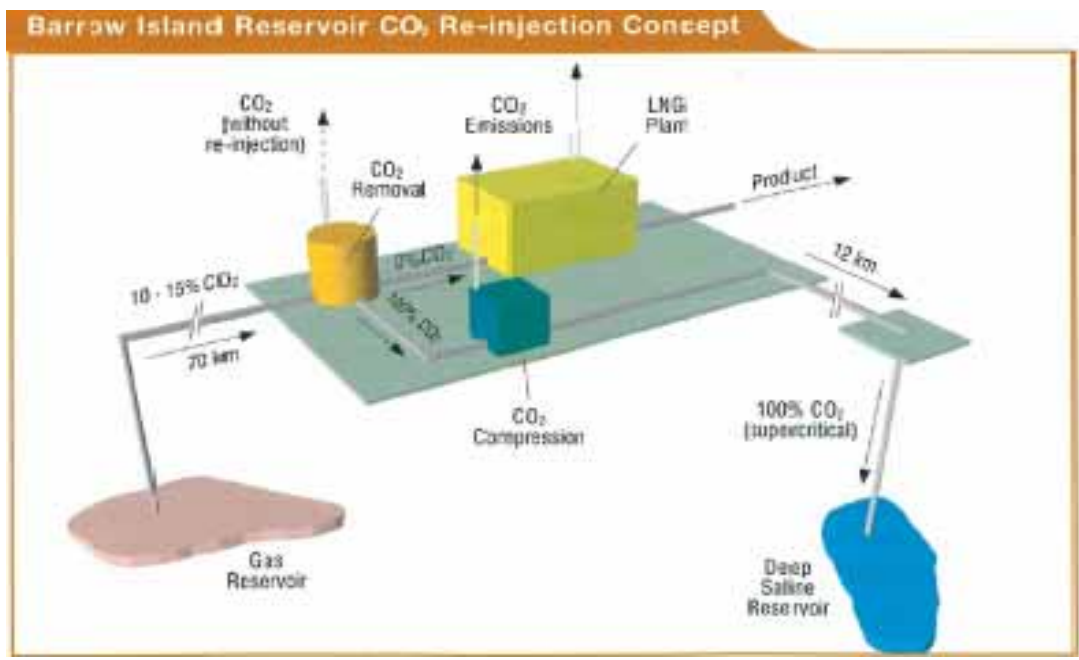 Barrow Island Reservoir CO₂ Re-injection Concept
CO₂
(without
re-injection)
CO₂
Emissions
LNG
Plant
CO₂
Removal
Product
0% CO₂
12 km
10 - 15% CO₂
100% CO₂
70 km
CO₂
Compression
100% CO₂
(supercritical)
Gas
Reservoir
Deep
Saline
Reservoir